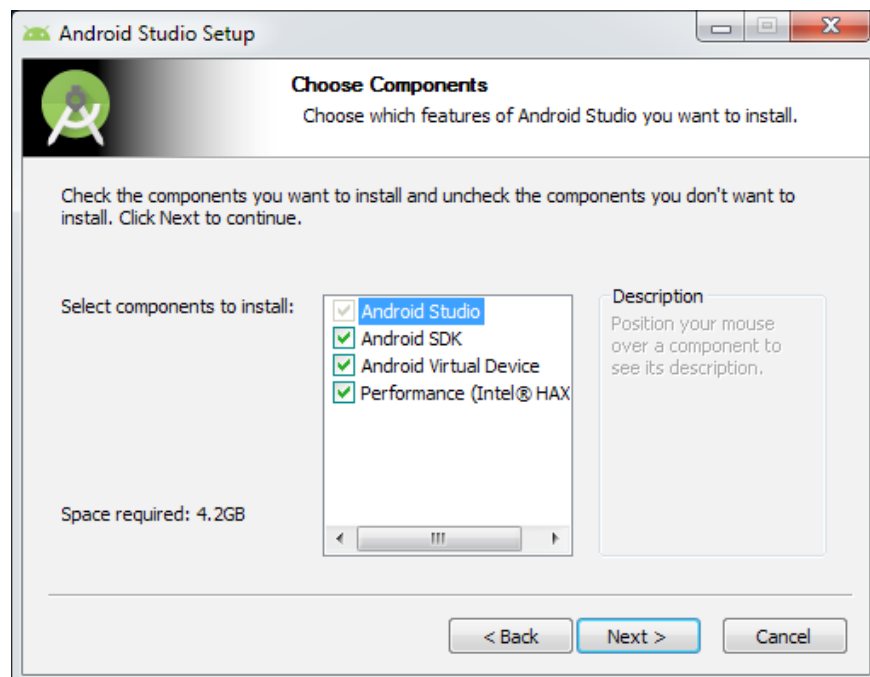 Android Studio Setup
Choose Components
Choose which features of Android Studio you want to install.
Check the components you want to install and uncheck the components you don't want to
install. Click Next to continue.
Select components to install:
Android Studio
Android SDK
Android Virtual Device
Performance (Intel® HAX
Description
Position your mouse
over a component to
see its description.
Space required: 4.2GB
< Back
Next >
Cancel